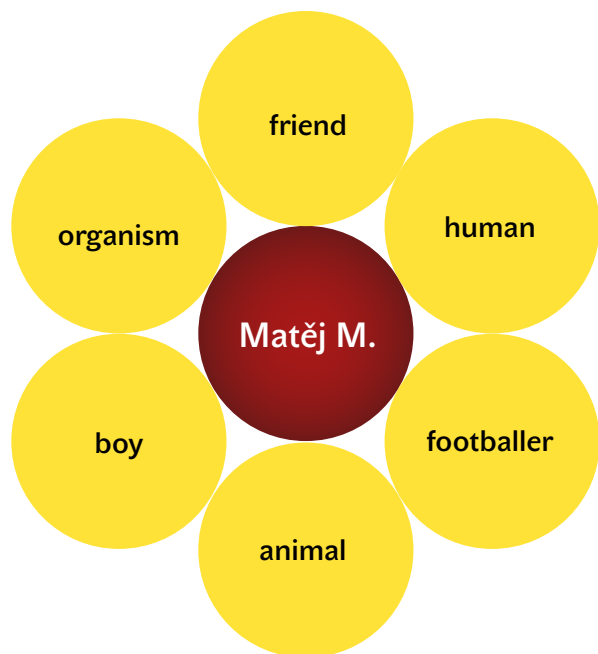 friend
organism
human
Matěj M.
boy
footballer
animal